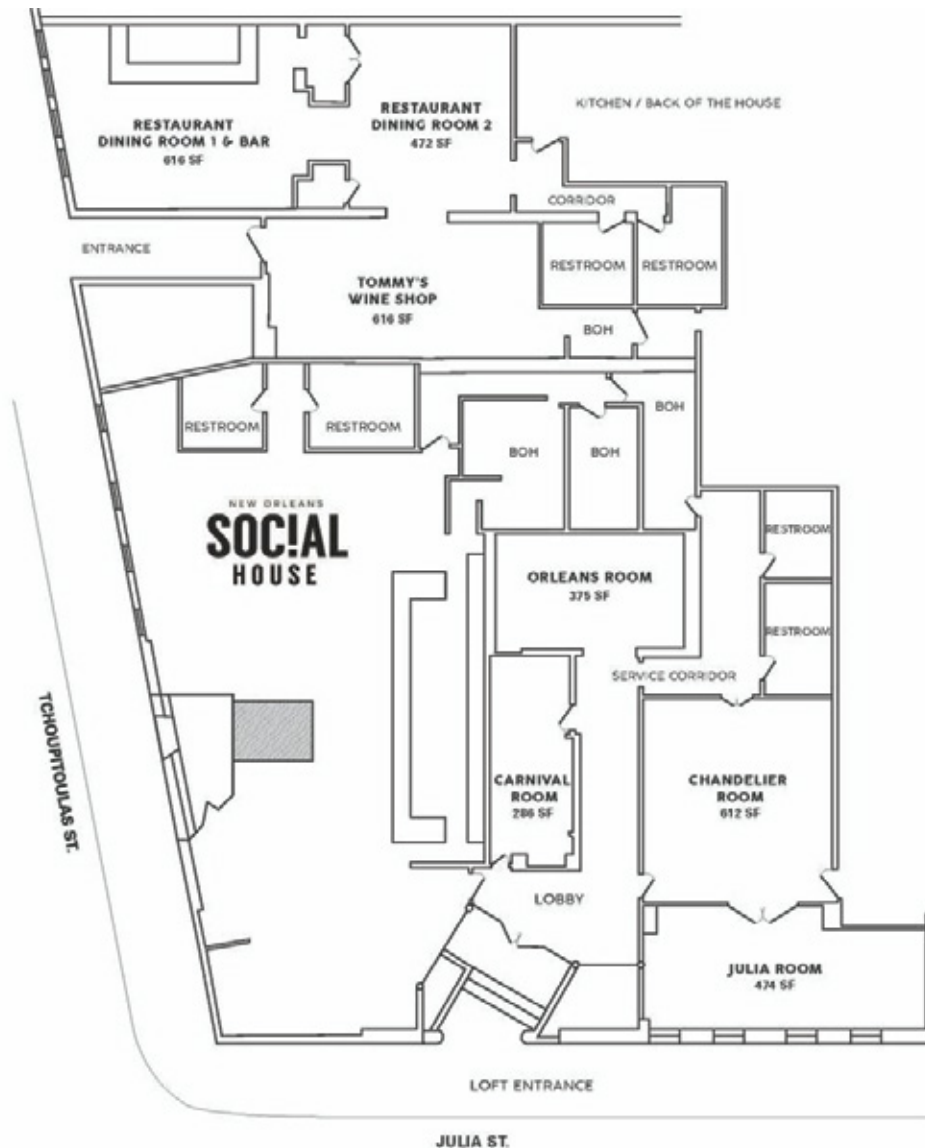 KITCHEN / BACK OF THE HOUSE
RESTAURANT
DINING ROOM 1 & BAR
616 SF
RESTAURANT
DINING ROOM 2
472 SF
CORRIDOR
ENTRANCE
RESTROOM
RESTROOM
TOMMY'S
WINE SHOP
616 SF
BOH
RESTROOM
RESTROOM
BOH
BOH
BOH
NEW ORLEANS
SOC!AL
HOUSE
ORLEANS ROOM
375 SF
RESTROOM
RESTROOM
SERVICE CORRIDOR
TCHOUPITOULAS ST.
CARNIVAL
ROOM
286 SF
CHANDELIER
ROOM
612 SF
LOBBY
JULIA ROOM
474 SF
LOFT ENTRANCE
JULIA ST.